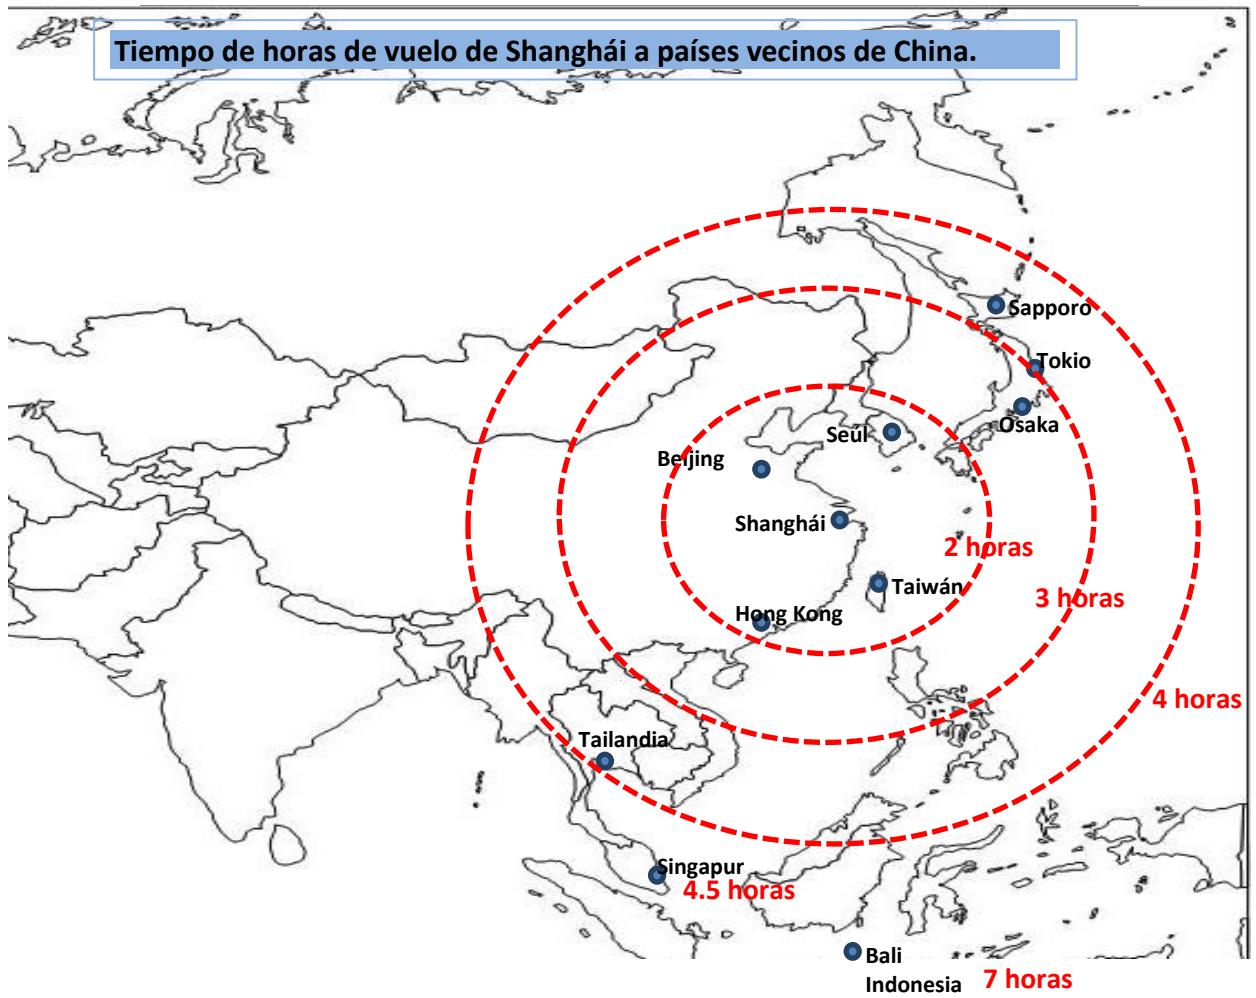 Tiempo de horas de vuelo de Shanghái a países vecinos de China.
Sapporo
Tokio
Osaka
Seúl
Beijing
Shanghái
2 horas
Taiwán
3 horas
Hong Kong
4 horas
Tailandia
Singapur
4.5 horas
Bali
Indonesia
7 horas